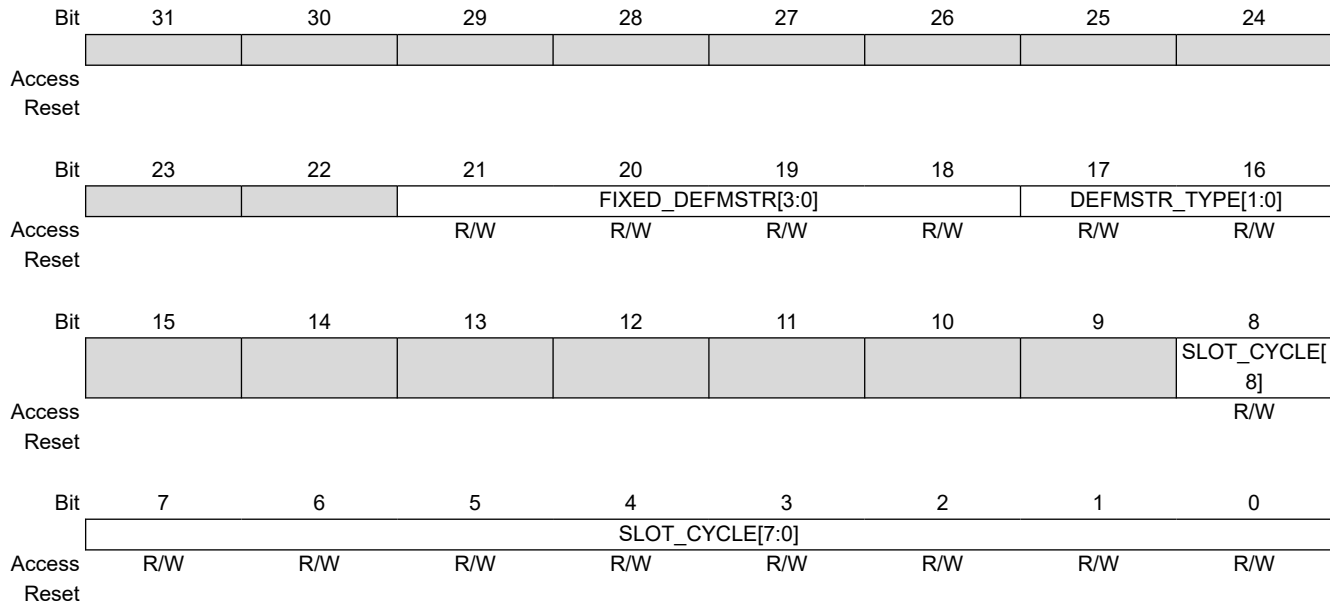 Bit 31 30 29 28 27 26 25 24
Access
Reset
Bit 23 22 21 20 19 18 17 16
FIXED_DEFMSTR[3:0] DEFMSTR_TYPE[1:0]
Access R/W R/W R/W R/W R/W R/W
Reset
Bit 15 14 13 12 11 10 9 8
SLOT_CYCLE[
8]
Access R/W
Reset
Bit 7 6 5 4 3 2 1 0
SLOT_CYCLE[7:0]
Access R/W R/W R/W R/W R/W R/W R/W R/W
Reset